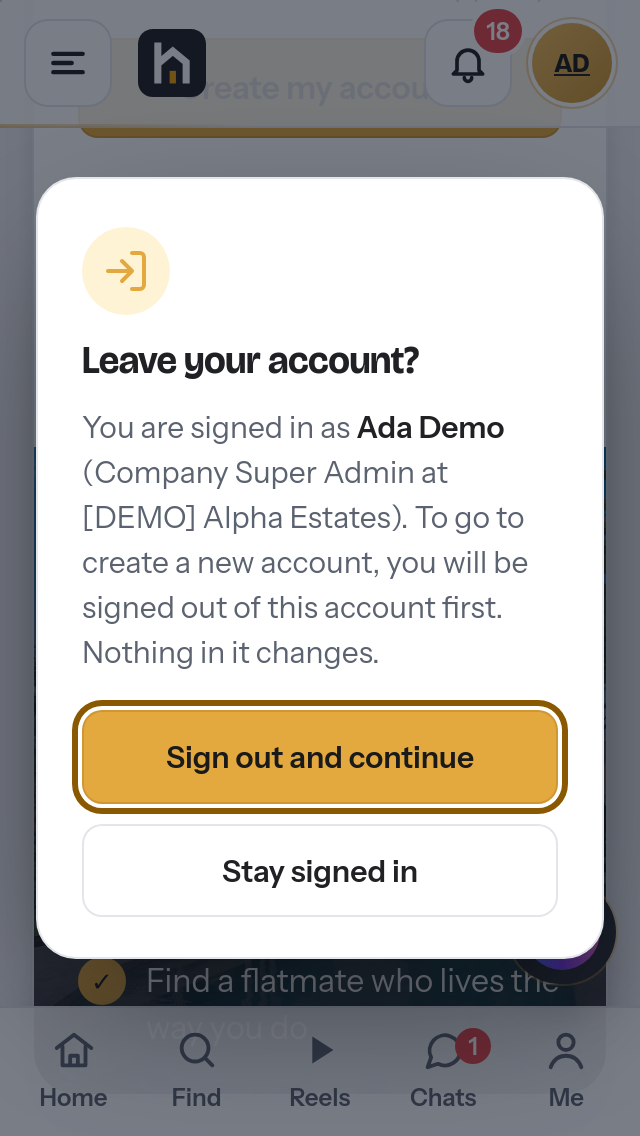 18
AD
Create my accou
Leave your account?
You are signed in as Ada Demo
(Company Super Admin at
[DEMO] Alpha Estates). To go to
create a new account, you will be
signed out of this account first.
Nothing in it changes.
Sign out and continue
Stay signed in
Find a flatmate who lives the
way you do.
1
Home
Find
Reels
Chats
Me